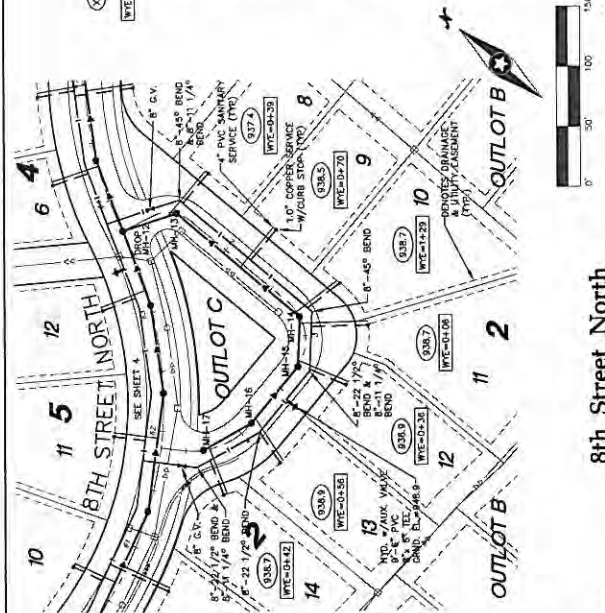 WYE
4
6
12
5
11
10
8TH STREET NORTH
SEE SHEET 4
8" G.V.
8"-45° BEND
& 8"-11 1/4°
BEND
4" PVC SANITARY
SERVICE (TYP)
937.4
WYE=0+39
8
DROP
MH-12
MH-13
1.0" COPPER SERVICE
W/CURB STOP (TYP)
938.5
WYE=0+70
9
OUTLOT C
8"-45° BEND
938.7
WYE=1+29
10
DENOTES DRAINAGE
& UTILITY EASEMENT
(TYP.)
OUTLOT B
MH-14
MH-15
MH-16
MH-17
8"-22 1/2°
BEND &
8"-11 1/4°
BEND
938.7
WYE=0+06
11
2
938.9
WYE=0+36
12
6" G.V.
8"-22 1/2° BEND &
8"-11 1/4° BEND
8"-22 1/2° BEND
938.7
WYE=0+42
14
938.9
WYE=0+56
13
HYD. W/AUX. VALVE
TEE
GRND. EL.=948.9
OUTLOT B
0'
50'
100
8th Street North